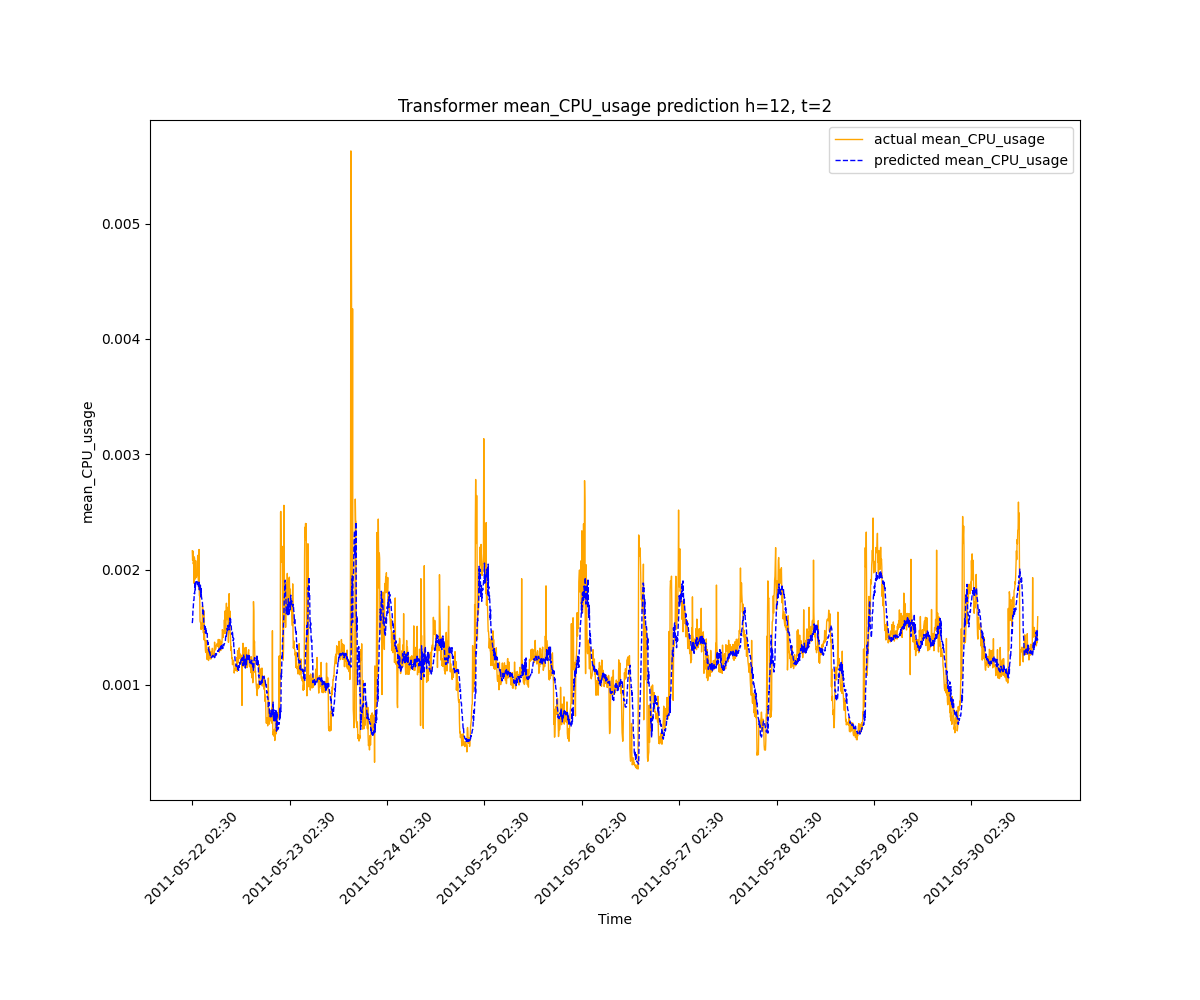 Transformer mean_CPU_usage prediction h=12, t=2
actual mean_CPU_usage
predicted mean_CPU_usage
0.005
0.004
0.003
0.002
0.001
mean_CPU_usage
2011-05-22 02:30
2011-05-23 02:30
2011-05-24 02:30
2011-05-25 02:30
2011-05-26 02:30
2011-05-27 02:30
2011-05-28 02:30
2011-05-29 02:30
2011-05-30 02:30
Time